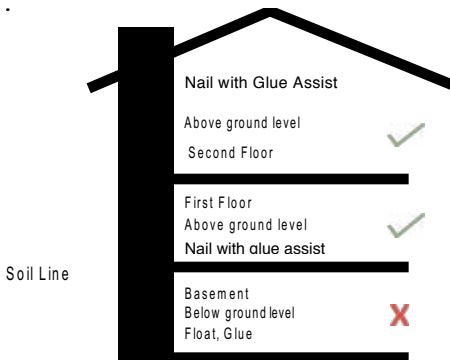 Nail with Glue Assist
Above ground level
Second Floor
First Floor
Above ground level
Nail with glue assist
Soil Line
Basement
Below ground level
Float, Glue
X